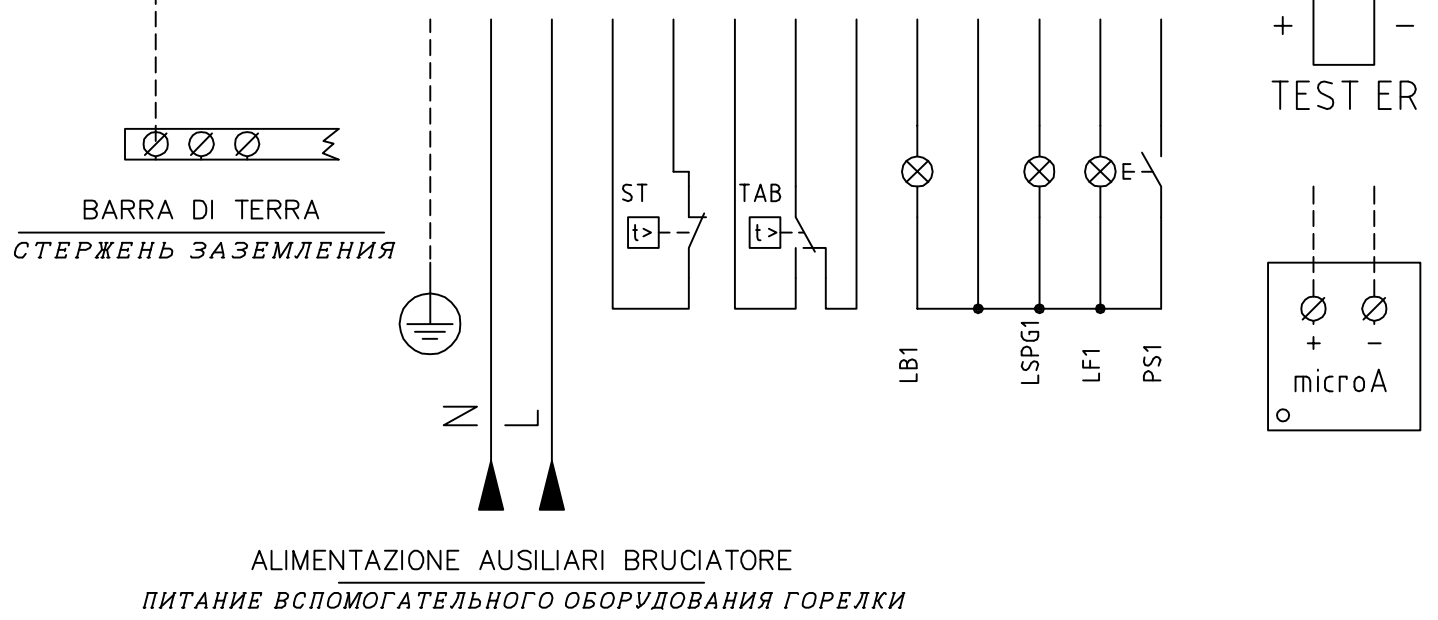 + -
TEST ER
ST TAB
t> t>
E
BARRA DI TERRA
СТЕРЖЕНЬ ЗАЗЕМЛЕНИЯ
LB1 LSPG1 LF1 PS1
+ -
microA
N L
ALIMENTAZIONE AUSILIARI BRUCIATORE
ПИТАНИЕ ВСПОМОГАТЕЛЬНОГО ОБОРУДОВАНИЯ ГОРЕЛКИ